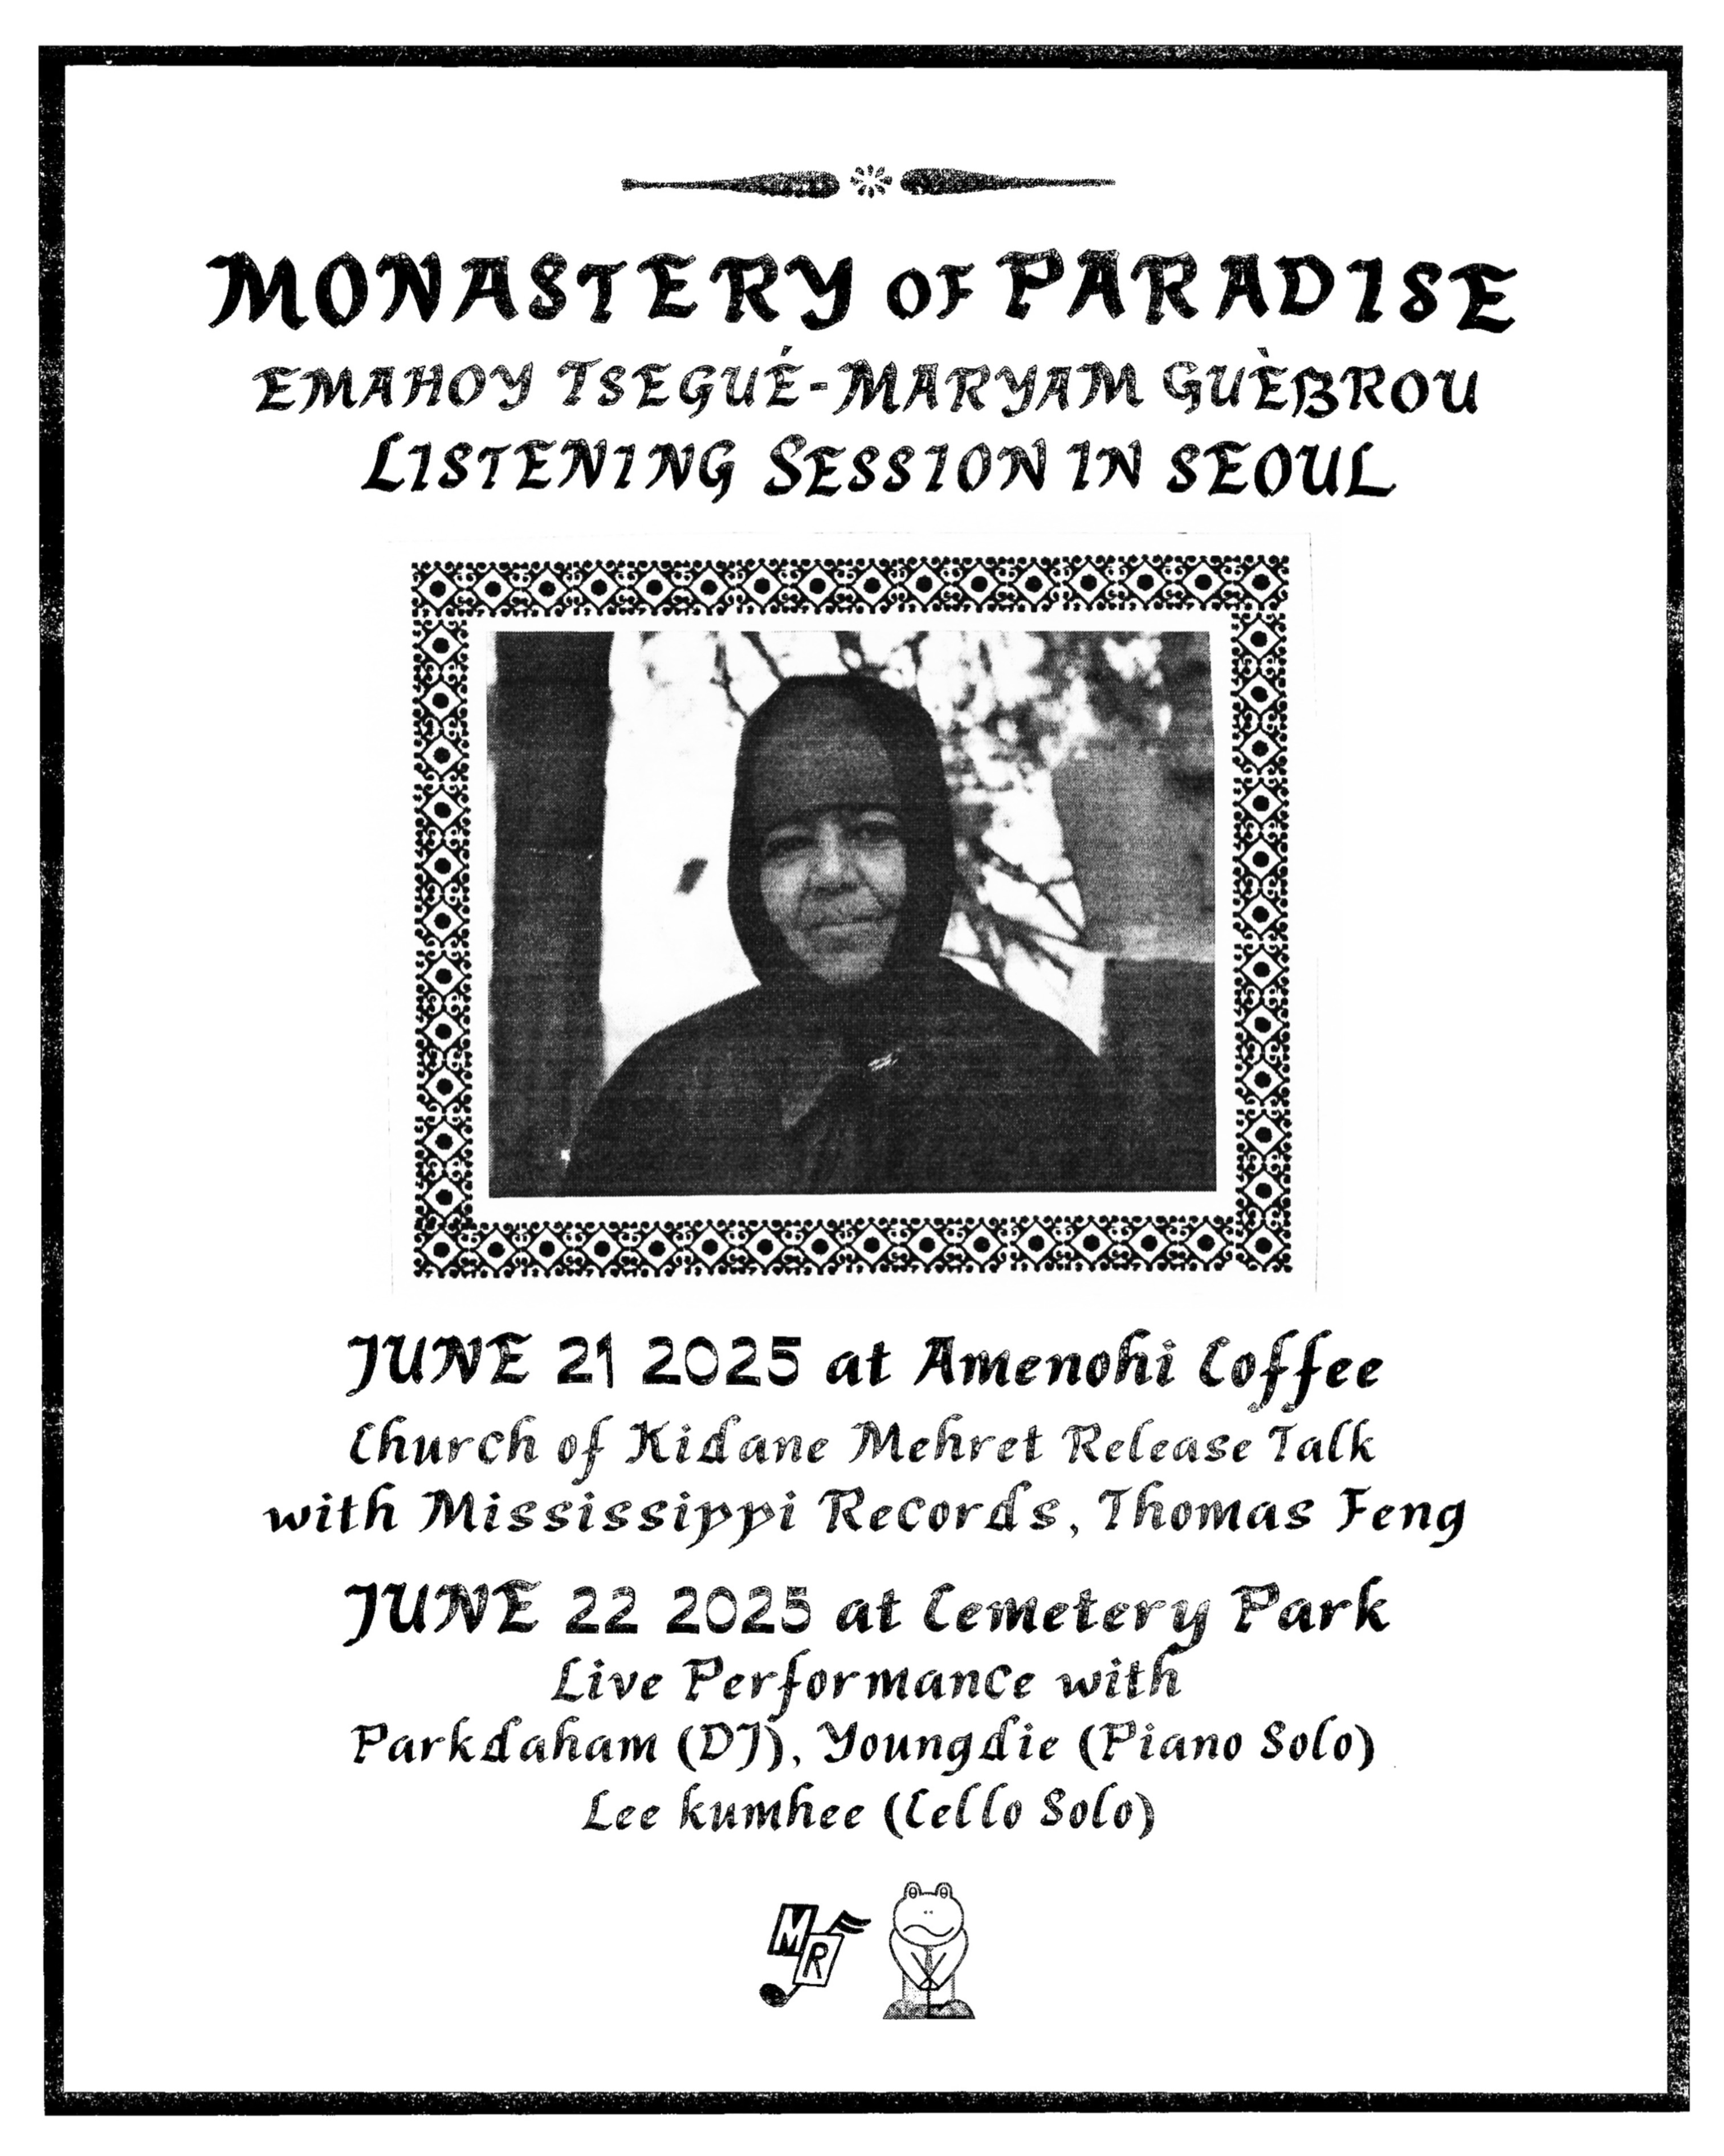 MONASTERY OF PARADISE
EMAHOY TSEGUÉ-MARYAM GUÈBROU
LISTENING SESSION IN SEOUL
JUNE 21 2025 at Amenohi Coffee
Church of Kidane Mehret Release Talk
with Mississippi Records, Thomas Feng
JUNE 22 2025 at Cemetery Park
Live Performance with
Parkdaham (DJ), Youngdie (Piano Solo)
Lee kumhee (Cello Solo)
MR